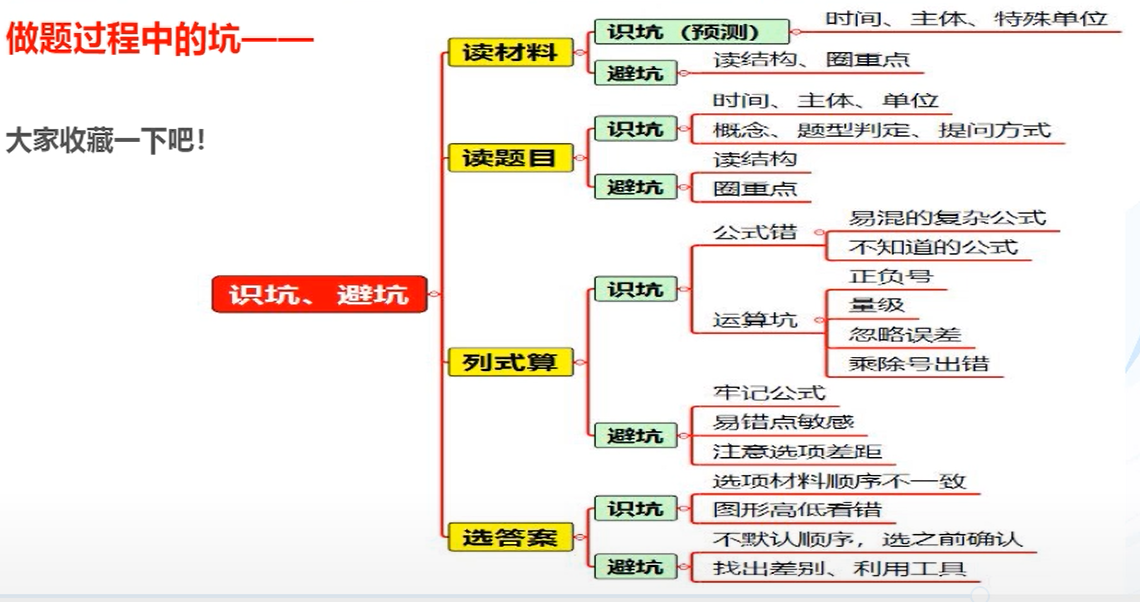 做题过程中的坑——
大家收藏一下吧！
识坑、避坑
读材料
识坑（预测）
时间、主体、特殊单位
避坑
读结构、圈重点
读题目
识坑
时间、主体、单位
概念、题型判定、提问方式
避坑
读结构
圈重点
列式算
识坑
公式错
易混的复杂公式
不知道的公式
运算坑
正负号
量级
忽略误差
乘除号出错
避坑
牢记公式
易错点敏感
注意选项差距
选答案
识坑
选项材料顺序不一致
图形高低看错
避坑
不默认顺序，选之前确认
找出差别、利用工具